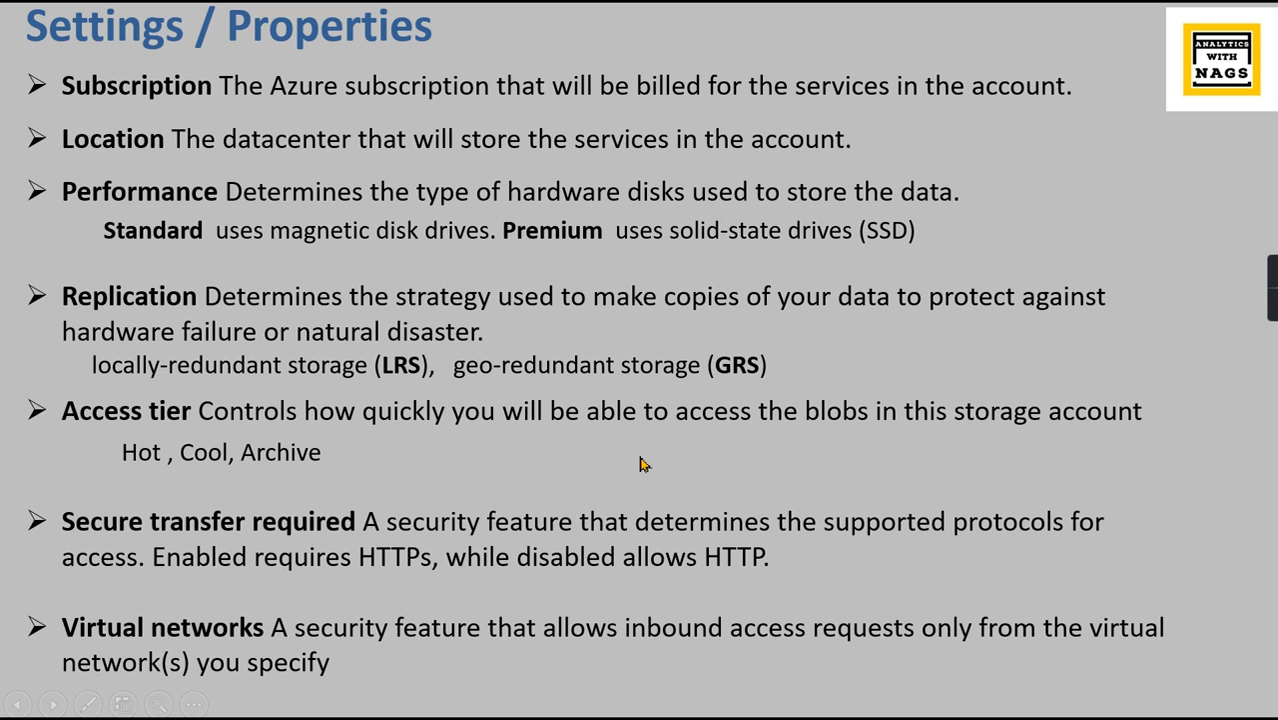 Settings / Properties
ANALYTICS
WITH
NAGS
Subscription The Azure subscription that will be billed for the services in the account.
Location The datacenter that will store the services in the account.
Performance Determines the type of hardware disks used to store the data.
Standard uses magnetic disk drives. Premium uses solid-state drives (SSD)
Replication Determines the strategy used to make copies of your data to protect against
hardware failure or natural disaster.
locally-redundant storage (LRS), geo-redundant storage (GRS)
Access tier Controls how quickly you will be able to access the blobs in this storage account
Hot , Cool, Archive
Secure transfer required A security feature that determines the supported protocols for
access. Enabled requires HTTPs, while disabled allows HTTP.
Virtual networks A security feature that allows inbound access requests only from the virtual
network(s) you specify